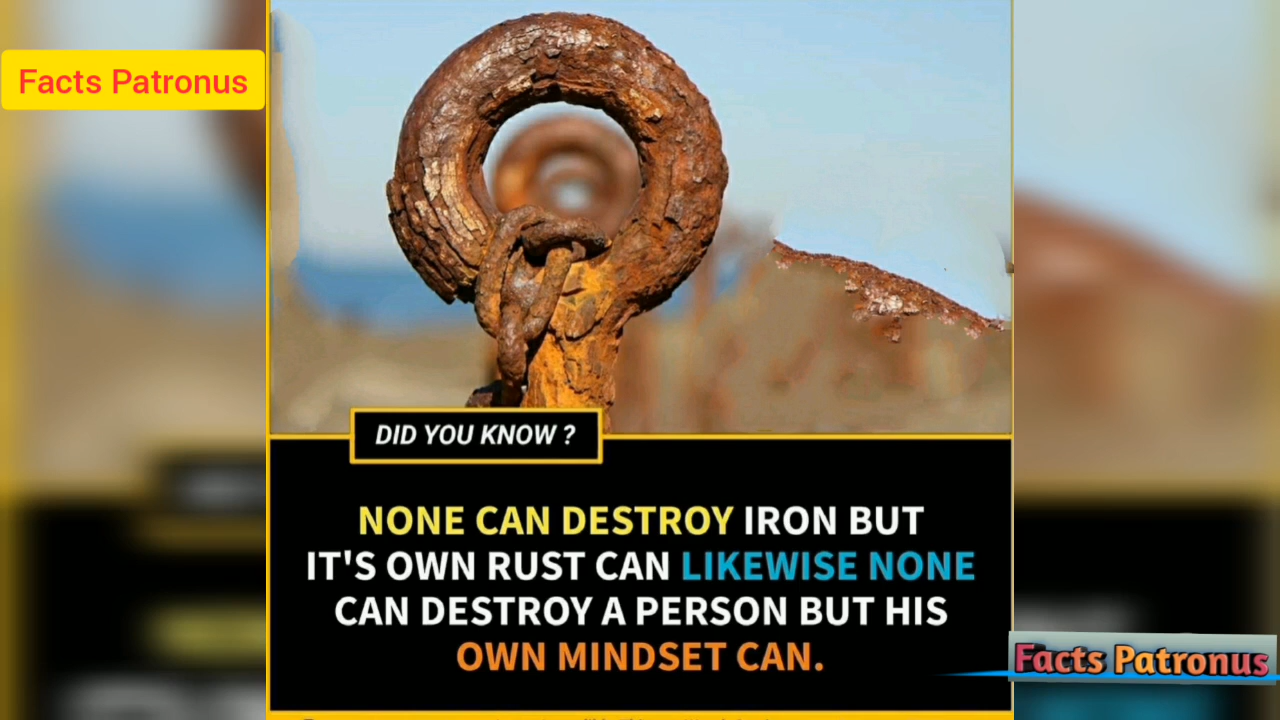 Facts Patronus
DID YOU KNOW ?
NONE CAN DESTROY IRON BUT
IT'S OWN RUST CAN LIKEWISE NONE
CAN DESTROY A PERSON BUT HIS
OWN MINDSET CAN.
Facts Patronus